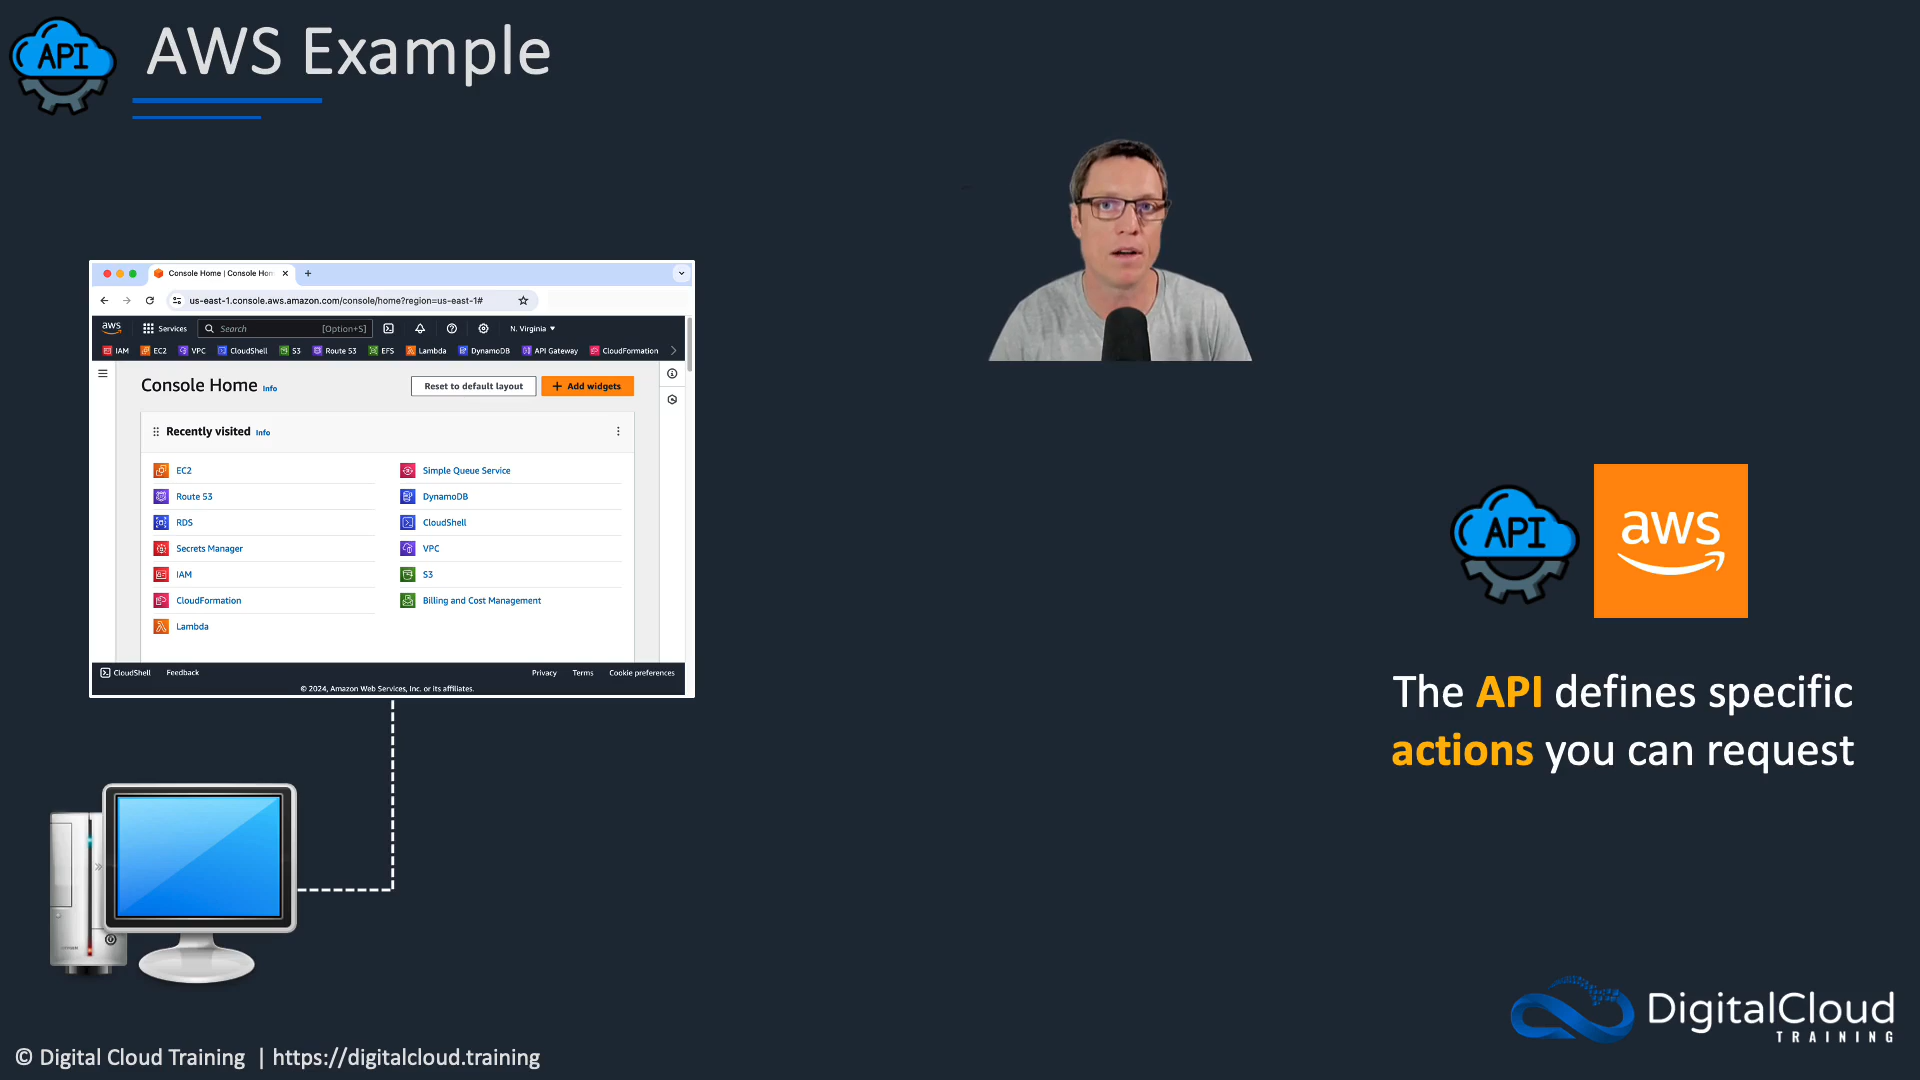 API
AWS Example
Console Home | Console Hom
us-east-1.console.aws.amazon.com/console/home?region=us-east-1#
aws Services Search [Option+S] N. Virginia
IAM EC2 VPC CloudShell S3 Route 53 EFS Lambda DynamoDB API Gateway CloudFormation
Console Home Info Reset to default layout + Add widgets
Recently visited Info
EC2 Simple Queue Service
Route 53 DynamoDB
RDS CloudShell
Secrets Manager VPC
IAM S3
CloudFormation Billing and Cost Management
Lambda
CloudShell Feedback Privacy Terms Cookie preferences
© 2024, Amazon Web Services, Inc. or its affiliates.
API aws
The API defines specific
actions you can request
DigitalCloud
TRAINING
© Digital Cloud Training | https://digitalcloud.training